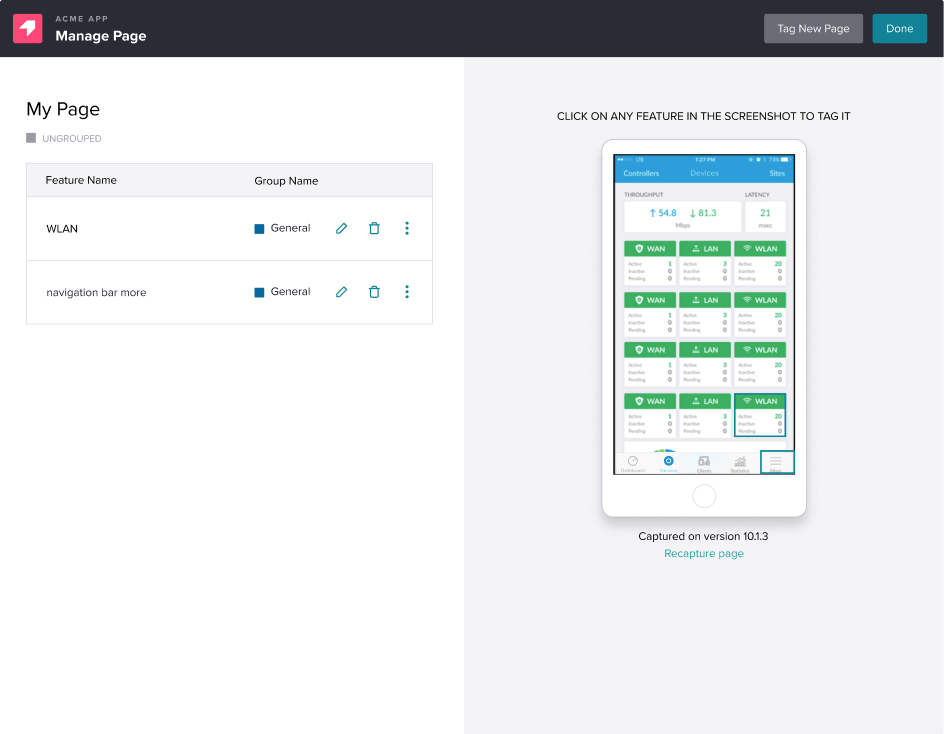 ACME APP
Manage Page
Tag New Page
Done
My Page
UNGROUPED
Feature Name Group Name
WLAN General
navigation bar more General
CLICK ON ANY FEATURE IN THE SCREENSHOT TO TAG IT
LTE 1:27 PM 73%
Controllers Devices Sites
THROUGHPUT LATENCY
↑ 54.8 ↓ 81.3 21
Mbps msec
WAN LAN WLAN
Active 1 Active 3 Active 20
Inactive 0 Inactive 0 Inactive 0
Pending 0 Pending 0 Pending 0
WAN LAN WLAN
Active 1 Active 3 Active 20
Inactive 0 Inactive 0 Inactive 0
Pending 0 Pending 0 Pending 0
WAN LAN WLAN
Active 1 Active 3 Active 20
Inactive 0 Inactive 0 Inactive 0
Pending 0 Pending 0 Pending 0
WAN LAN WLAN
Active 1 Active 3 Active 20
Inactive 0 Inactive 0 Inactive 0
Pending 0 Pending 0 Pending 0
Dashboard Devices Clients Statistics More
Captured on version 10.1.3
Recapture page